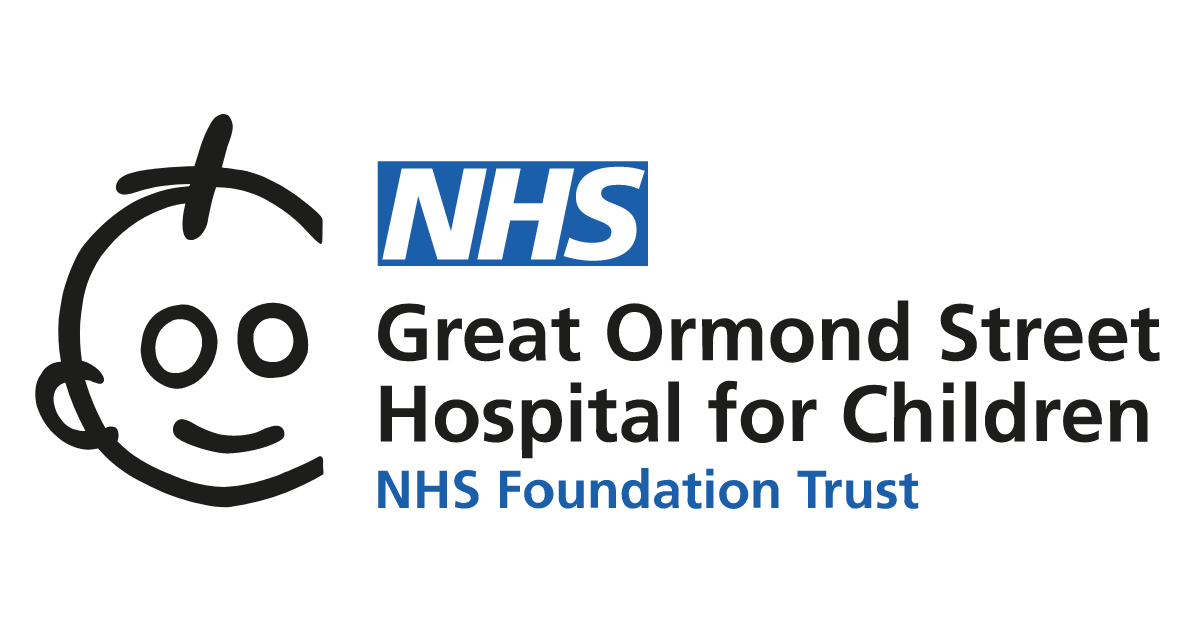 NHS
Great Ormond Street
Hospital for Children
NHS Foundation Trust